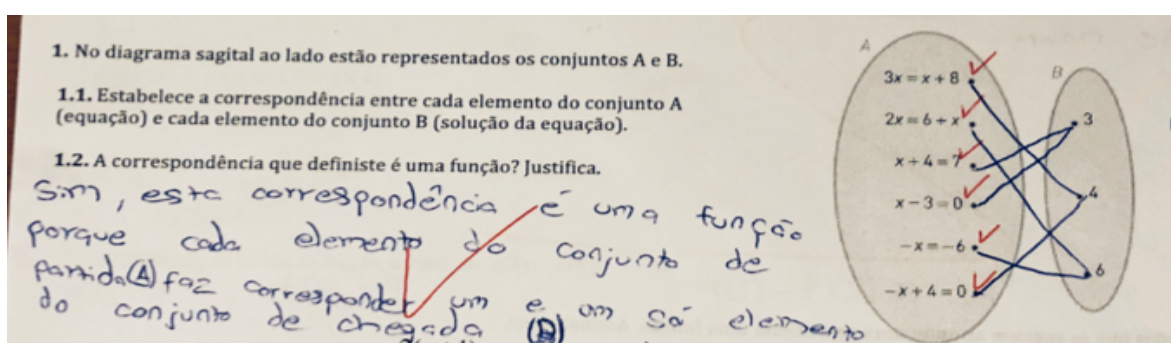 1. No diagrama sagital ao lado estão representados os conjuntos A e B.
1.1. Estabelece a correspondência entre cada elemento do conjunto A
(equação) e cada elemento do conjunto B (solução da equação).
1.2. A correspondência que definiste é uma função? Justifica.
Sim, esta correspondência é uma função
porque cada elemento do conjunto de
partida (A) faz corresponder um e um só elemento
do conjunto de chegada (B)
A
3x = x + 8
2x = 6 + x
x + 4 = 7
x − 3 = 0
−x = −6
−x + 4 = 0
B
3
4
6